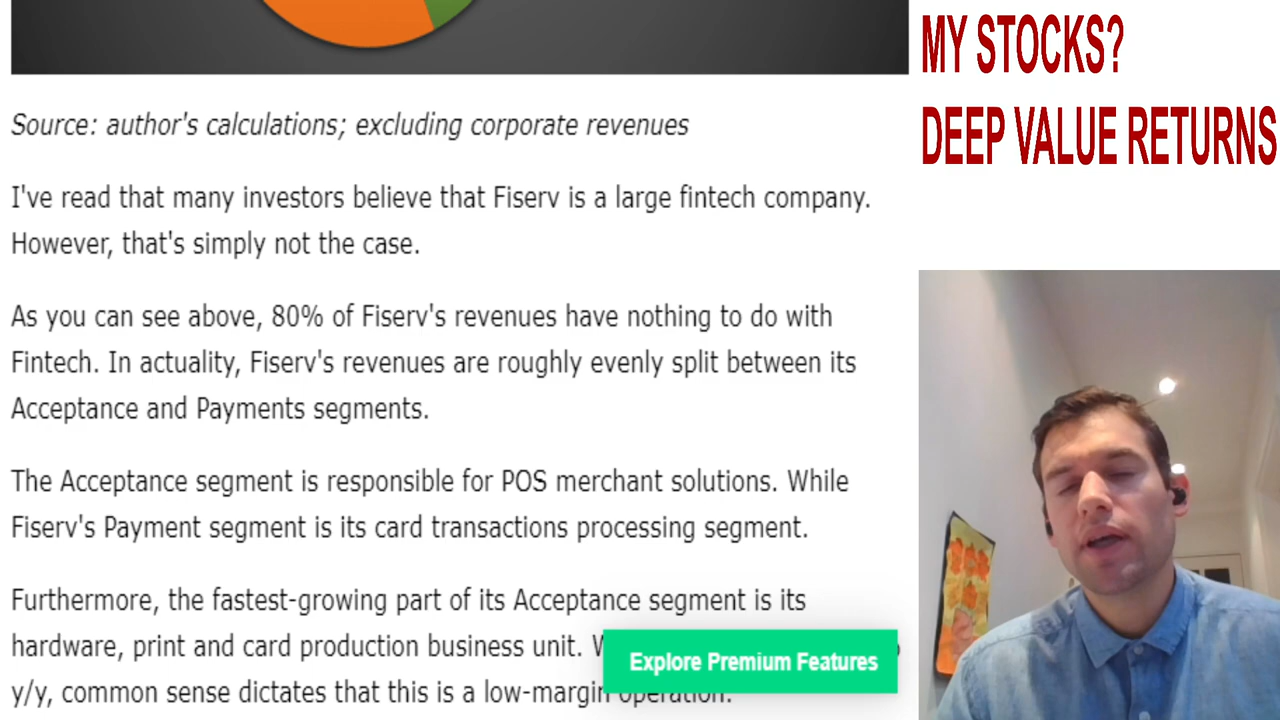 MY STOCKS?
DEEP VALUE RETURNS
Source: author's calculations; excluding corporate revenues
I've read that many investors believe that Fiserv is a large fintech company.
However, that's simply not the case.
As you can see above, 80% of Fiserv's revenues have nothing to do with
Fintech. In actuality, Fiserv's revenues are roughly evenly split between its
Acceptance and Payments segments.
The Acceptance segment is responsible for POS merchant solutions. While
Fiserv's Payment segment is its card transactions processing segment.
Furthermore, the fastest-growing part of its Acceptance segment is its
hardware, print and card production business unit.
y/y, common sense dictates that this is a low-margin operation.
Explore Premium Features